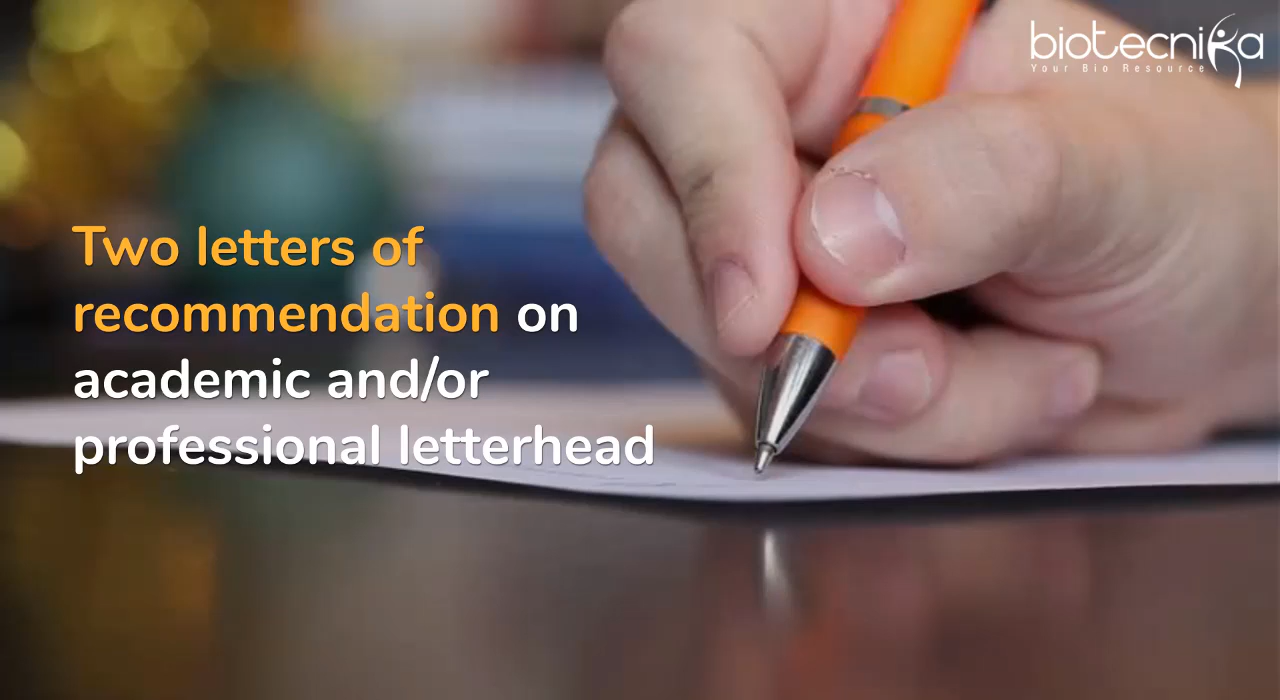 biotecnika
Your Bio Resource
Two letters of
recommendation on
academic and/or
professional letterhead